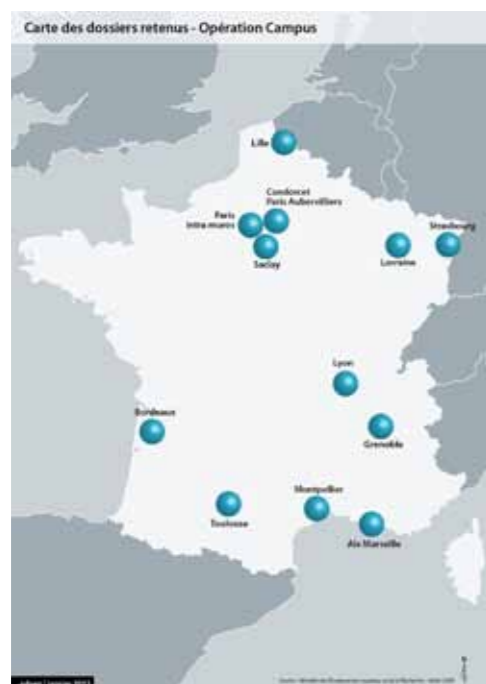 Carte des dossiers retenus - Opération Campus
Lille
Condorcet
Paris Aubervilliers
Paris
intra-muros
Saclay
Strasbourg
Lorraine
Lyon
Bordeaux
Grenoble
Montpellier
Toulouse
Aix Marseille